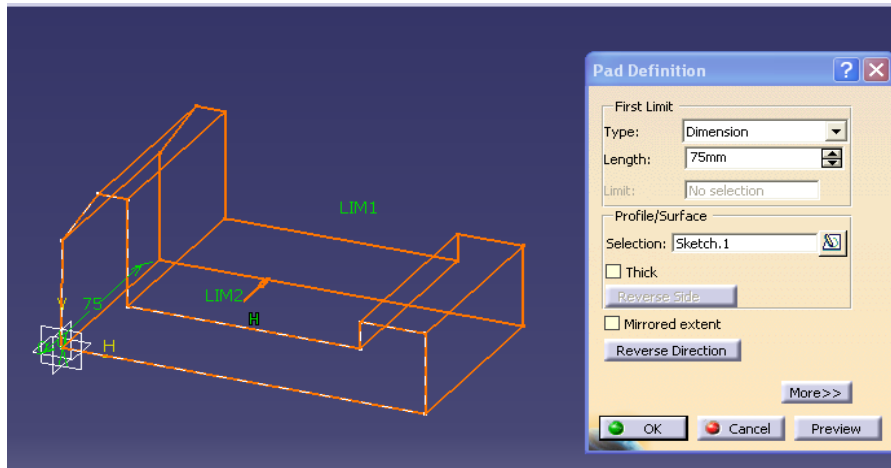 LIM1
LIM2
75
H
V
H
Pad Definition
First Limit
Type: Dimension
Length: 75mm
Limit: No selection
Profile/Surface
Selection: Sketch.1
Thick
Reverse Side
Mirrored extent
Reverse Direction
More>>
OK Cancel Preview